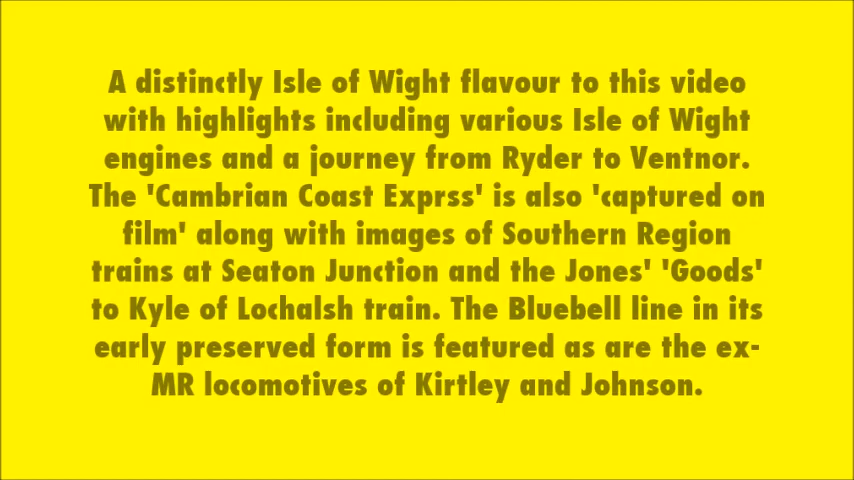 A distinctly Isle of Wight flavour to this video
with highlights including various Isle of Wight
engines and a journey from Ryder to Ventnor.
The 'Cambrian Coast Exprss' is also 'captured on
film' along with images of Southern Region
trains at Seaton Junction and the Jones' 'Goods'
to Kyle of Lochalsh train. The Bluebell line in its
early preserved form is featured as are the ex-
MR locomotives of Kirtley and Johnson.